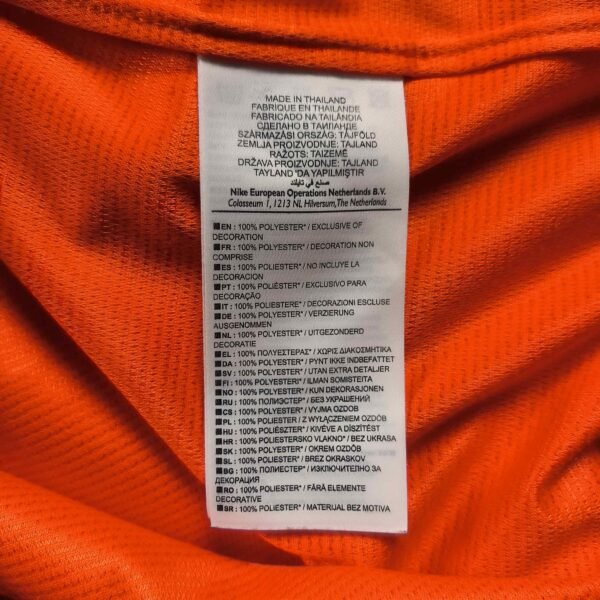 MADE IN THAILAND
FABRIQUE EN THAILANDE
FABRICADO NA TAILÂNDIA
СДЕЛАНО В ТАИЛАНДЕ
SZÁRMAZÁSI ORSZÁG: TÁJFÖLD
ZEMLJA PROIZVODNJE: TAJLAND
RAŽOTS: TAIZEMĒ
DRŽAVA PROIZVODNJE: TAJLAND
TAYLAND 'DA YAPILMIŞTIR
صنع في تايلند
Nike European Operations Netherlands B.V.
Colosseum 1, 1213 NL Hilversum, The Netherlands
EN : 100% POLYESTER* / EXCLUSIVE OF
DECORATION
FR : 100% POLYESTER* / DECORATION NON
COMPRISE
ES : 100% POLIÉSTER* / NO INCLUYE LA
DECORACION
PT : 100% POLIÉSTER* / EXCLUSIVO PARA
DECORAÇÃO
IT : 100% POLIESTERE* / DECORAZIONI ESCLUSE
DE : 100% POLYESTER* / VERZIERUNG
AUSGENOMMEN
NL : 100% POLYESTER* / UITGEZONDERD
DECORATIE
EL : 100% ΠΟΛΥΕΣΤΕΡΑΣ* / ΧΩΡΙΣ ΔΙΑΚΟΣΜΗΤΙΚΑ
DA : 100% POLYESTER* / PYNT IKKE INDBEFATTET
SV : 100% POLYESTER* / UTAN EXTRA DETALJER
FI : 100% POLYESTERI* / ILMAN SOMISTEITA
NO : 100% POLYESTER* / KUN DEKORASJONEN
RU : 100% ПОЛИЭСТЕР* / БЕЗ УКРАШЕНИЙ
CS : 100% POLYESTER* / VYJMA OZDOB
PL : 100% POLIESTER* / Z WYŁĄCZENIEM OZDÓB
HU : 100% POLIÉSZTER* / KIVÉVE A DÍSZÍTÉST
HR : 100% POLIESTERSKO VLAKNO* / BEZ UKRASA
SK : 100% POLYESTER* / OKREM OZDÔB
SL : 100% POLIESTER* / BREZ OKRASKOV
BG : 100% ПОЛИЕСТЕР* / ИЗКЛЮЧИТЕЛНО ЗА
ДЕКОРАЦИЯ
RO : 100% POLIESTER* / FĂRĂ ELEMENTE
DECORATIVE
SR : 100% POLYESTER* / MATERIJAL BEZ MOTIVA